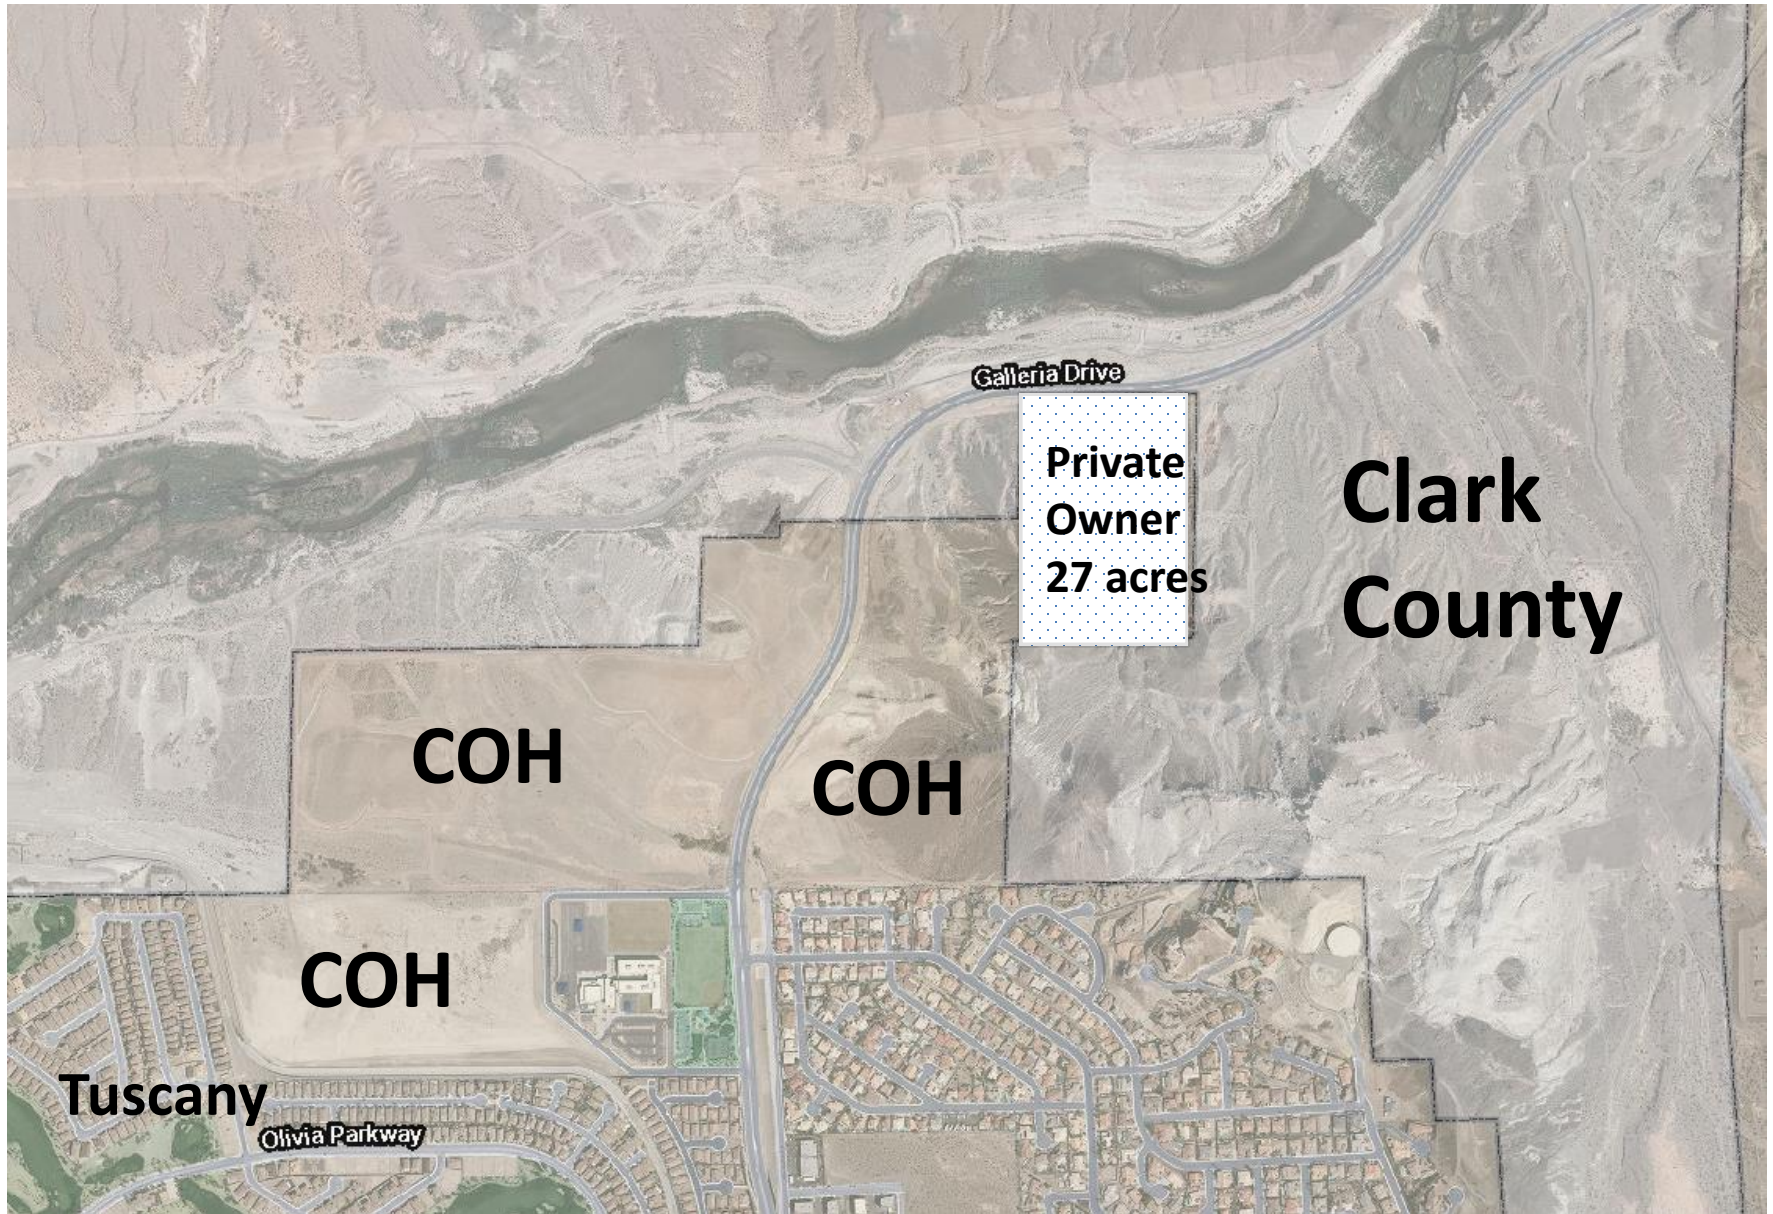 Galleria Drive
Private
Owner
27 acres
Clark
County
COH
COH
COH
Tuscany
Olivia Parkway